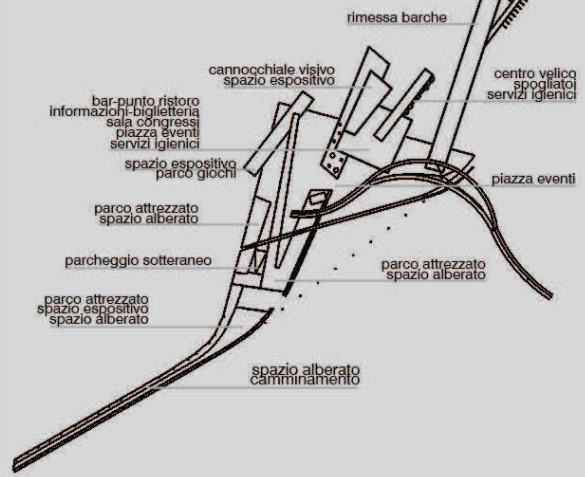 rimessa barche
cannocchiale visivo
spazio espositivo
centro velico
spogliatoi
servizi igienici
bar-punto ristoro
informazioni-biglietteria
sala congressi
piazza eventi
servizi igienici
spazio espositivo
parco giochi
piazza eventi
parco attrezzato
spazio alberato
parcheggio sotteraneo
parco attrezzato
spazio alberato
parco attrezzato
spazio espositivo
spazio alberato
spazio alberato
camminamento